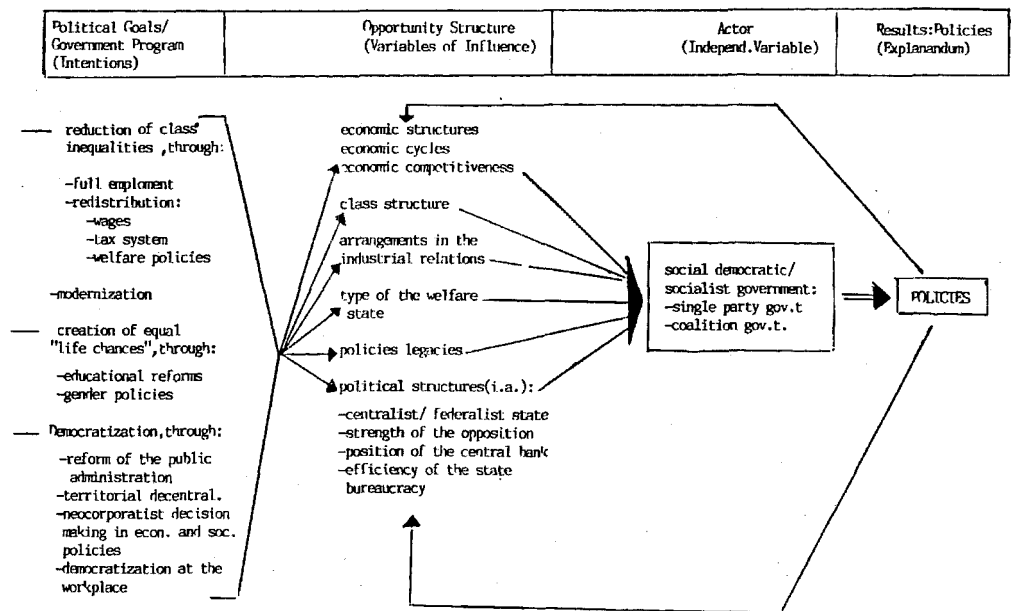 Political Goals/
Government Program
(Intentions)
Opportunity Structure
(Variables of Influence)
Actor
(Independ.Variable)
Results:Policies
(Explanandum)
reduction of class
inequalities ,through:
-full emploment
-redistribution:
-wages
-tax system
-welfare policies
-modernization
creation of equal
"life chances",through:
-educational reforms
-gender policies
Democratization,through:
-reform of the public
administration
-territorial decentral.
-neocorporatist decision
making in econ. and soc.
policies
-democratization at the
workplace
economic structures
economic cycles
economic competitiveness
class structure
arrangements in the
industrial relations
type of the welfare
state
policies legacies
political structures(i.a.):
-centralist/ federalist state
-strength of the opposition
-position of the central bank
-efficiency of the state
bureaucracy
social democratic/
socialist government:
-single party gov.t
-coalition gov.t.
POLICIES